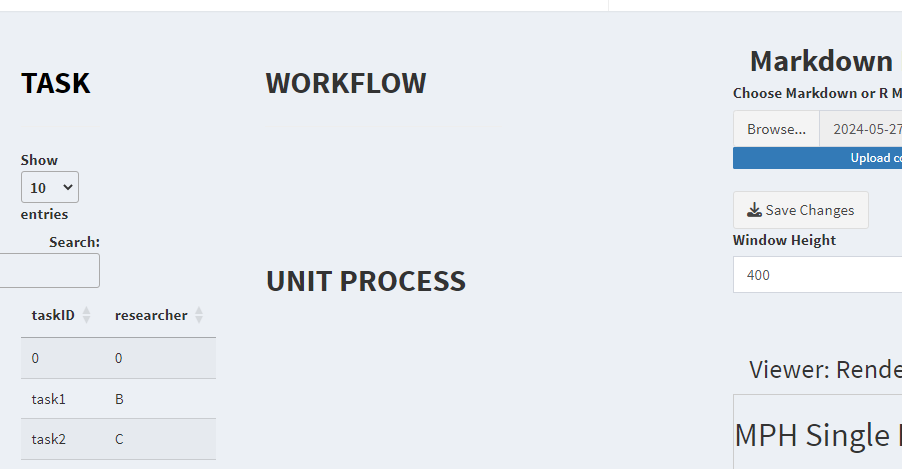 TASK
WORKFLOW
Markdown
Choose Markdown or R M
Browse...
2024-05-27
Upload co
Show
10
entries
Save Changes
Search:
Window Height
400
UNIT PROCESS
taskID researcher
0 0
Viewer: Rende
task1 B
MPH Single
task2 C